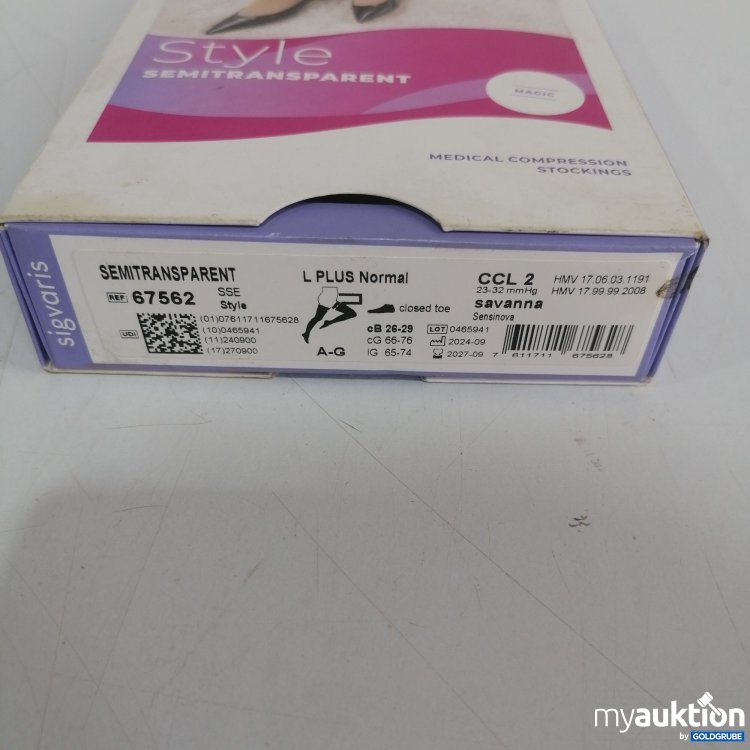 Style
SEMITRANSPARENT
MAGIC
MEDICAL COMPRESSION
STOCKINGS
sigvaris
SEMITRANSPARENT
REF 67562 SSE
Style
UDI
(01)07611711675628
(10)0465941
(11)240900
(17)270900
L PLUS Normal
closed toe
A-G
cB 26-29
cG 66-76
lG 65-74
CCL 2
23-32 mmHg
savanna
Sensinova
HMV 17.06.03.1191
HMV 17.99.99.2008
LOT 0465941
2024-09
2027-09
7 611711 675628
myauktion
by GOLDGRUBE